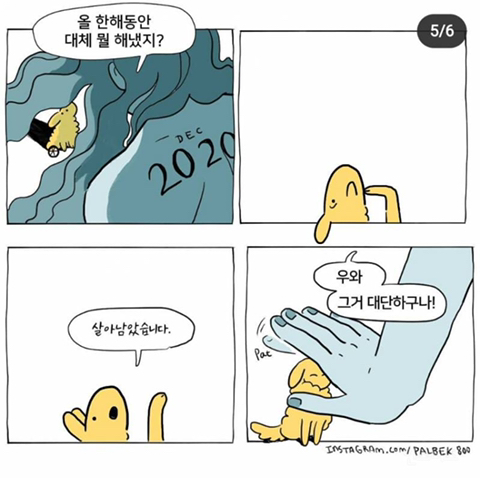 5/6
올 한해동안
대체 뭘 해냈지?
DEC
2020
살아남았습니다.
우와
그거 대단하구나!
Pat
INSTAGRAM.COM/PALBEK 800